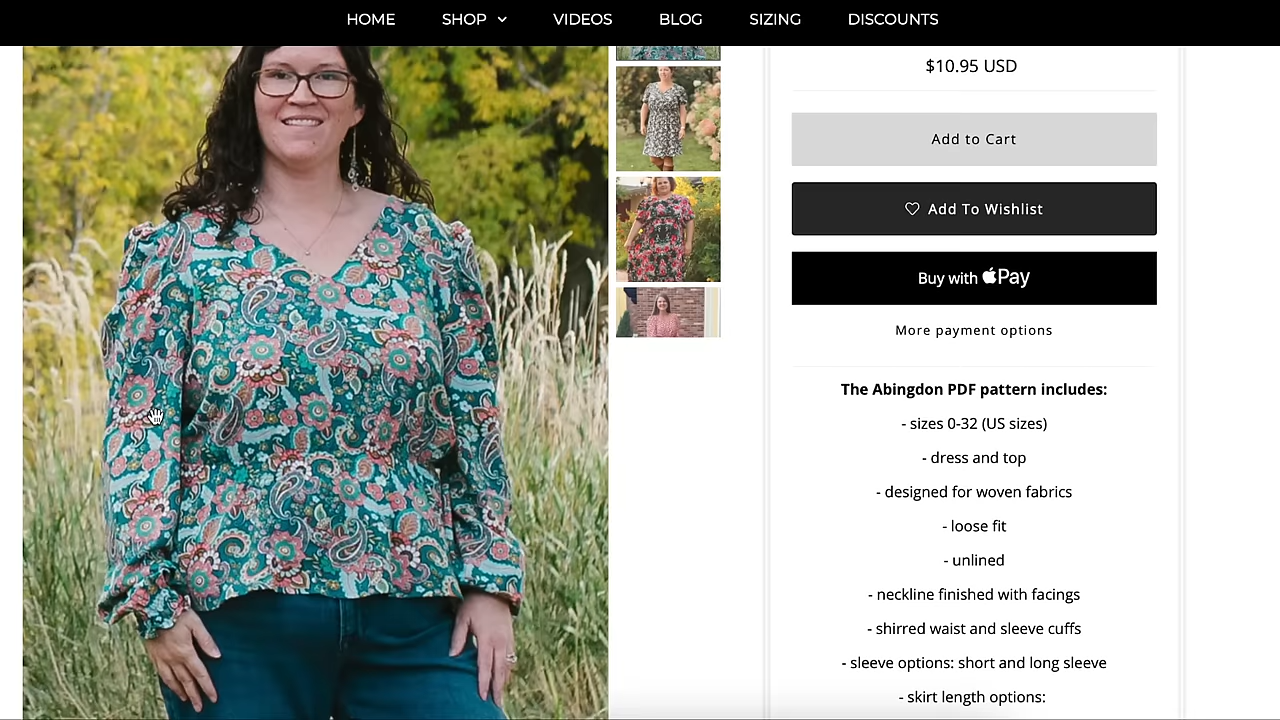 HOME SHOP VIDEOS BLOG SIZING DISCOUNTS
$10.95 USD
Add to Cart
Add To Wishlist
Buy with Pay
More payment options
The Abingdon PDF pattern includes:
- sizes 0-32 (US sizes)
- dress and top
- designed for woven fabrics
- loose fit
- unlined
- neckline finished with facings
- shirred waist and sleeve cuffs
- sleeve options: short and long sleeve
- skirt length options: